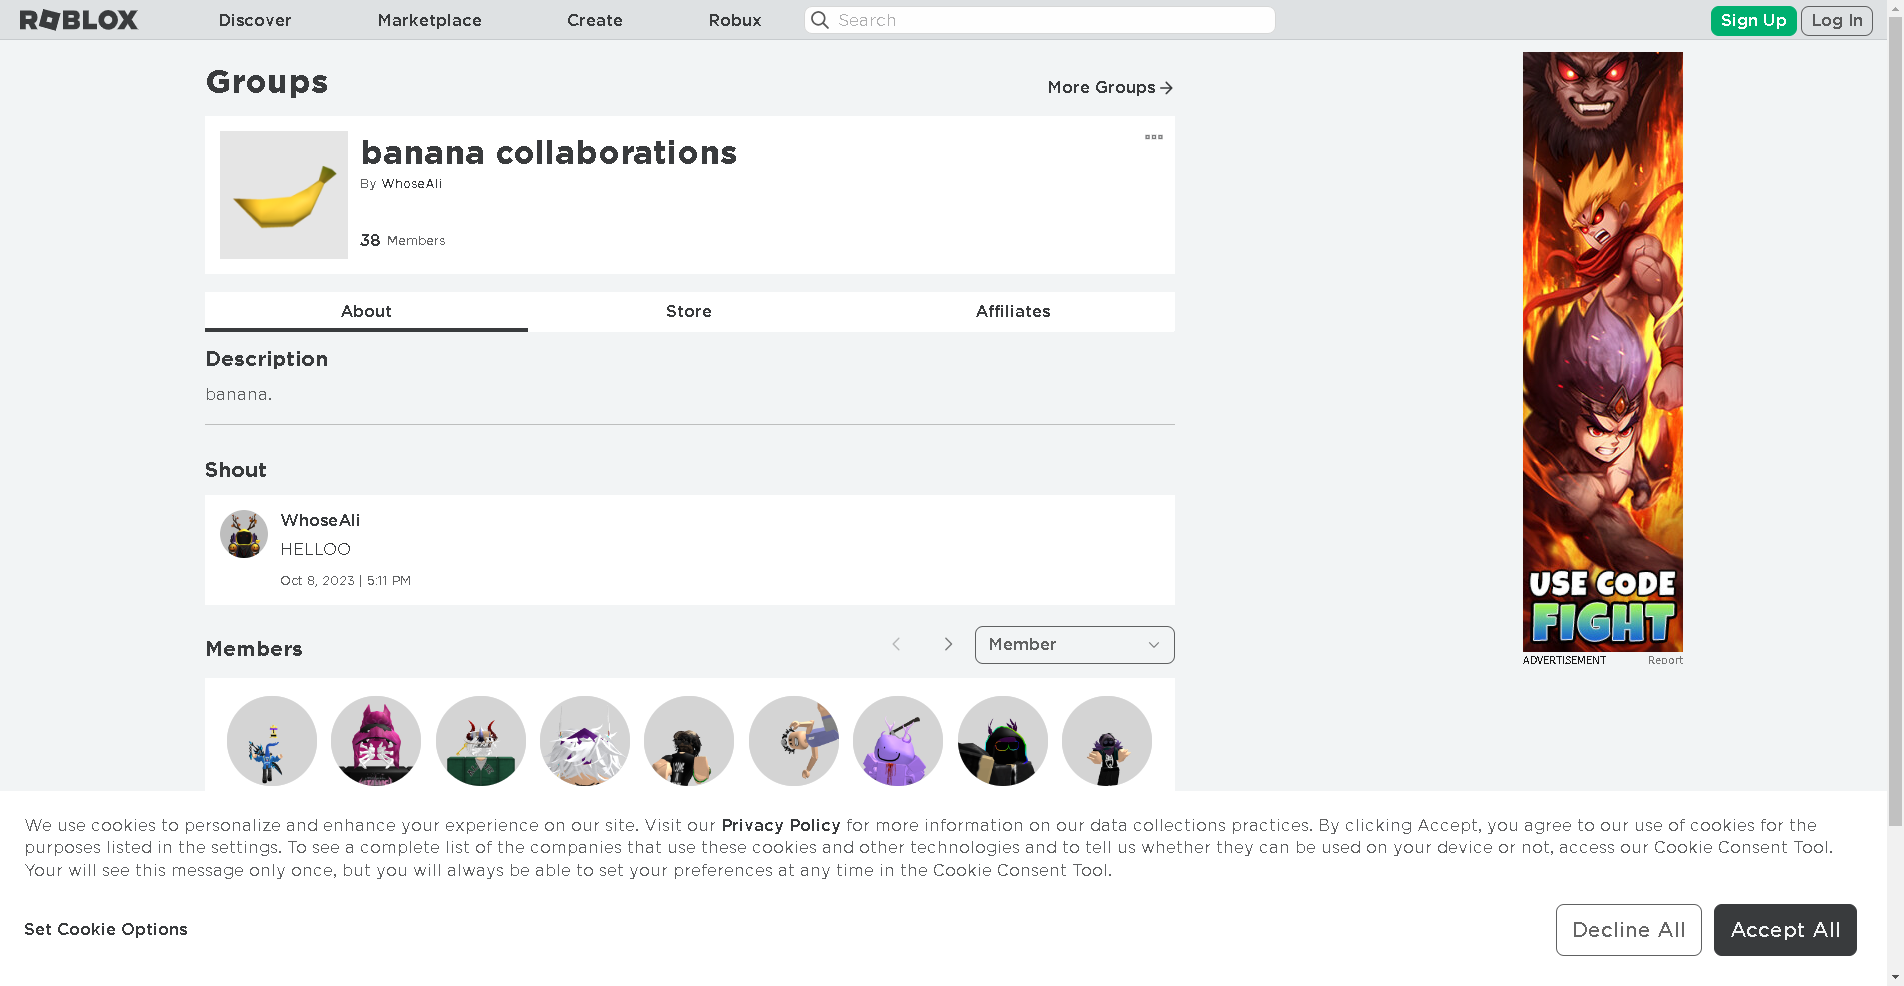 ROBLOX
Discover
Marketplace
Create
Robux
Search
Sign Up
Log In
Groups
More Groups
banana collaborations
By WhoseAli
38 Members
About
Store
Affiliates
Description
banana.
Shout
WhoseAli
HELLOO
Oct 8, 2023 | 5:11 PM
Members
Member
USE CODE
FIGHT
ADVERTISEMENT
Report
We use cookies to personalize and enhance your experience on our site. Visit our Privacy Policy for more information on our data collections practices. By clicking Accept, you agree to our use of cookies for the
purposes listed in the settings. To see a complete list of the companies that use these cookies and other technologies and to tell us whether they can be used on your device or not, access our Cookie Consent Tool.
Your will see this message only once, but you will always be able to set your preferences at any time in the Cookie Consent Tool.
Set Cookie Options
Decline All
Accept All